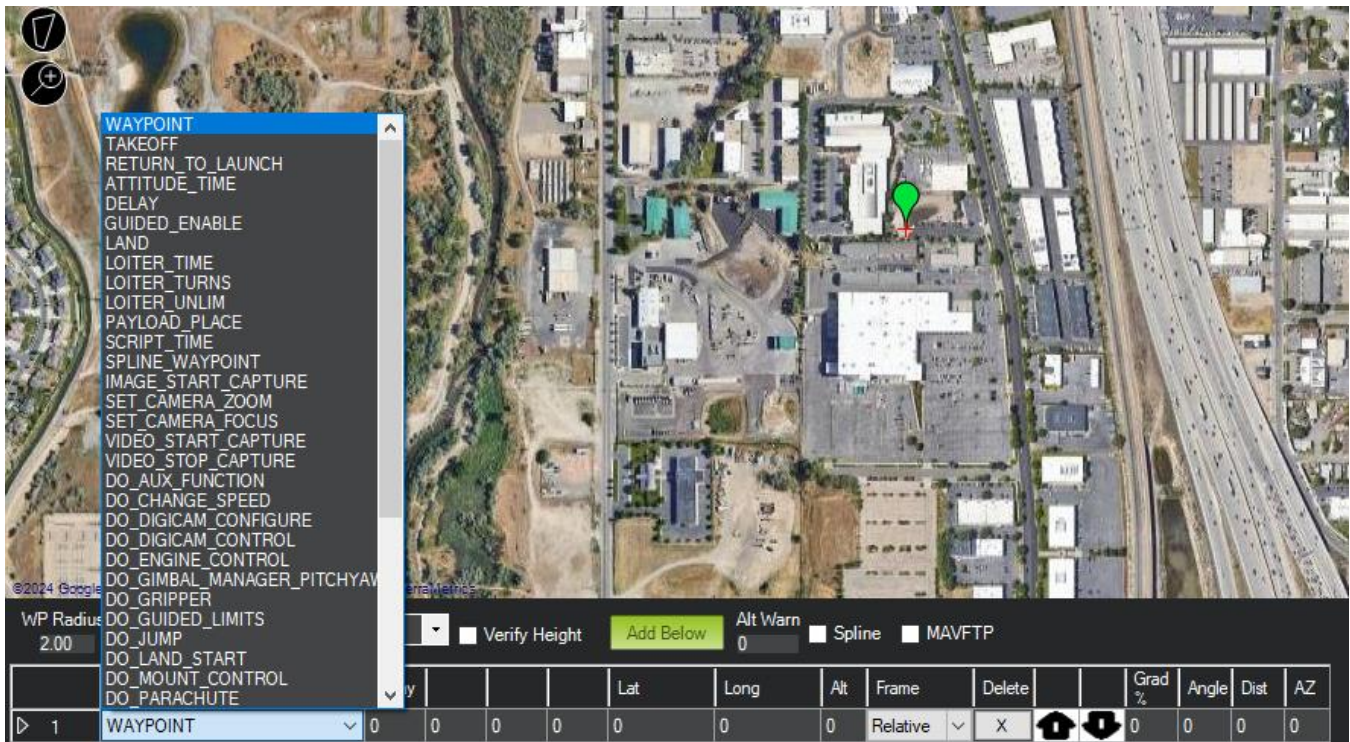 WAYPOINT
TAKEOFF
RETURN_TO_LAUNCH
ATTITUDE_TIME
DELAY
GUIDED_ENABLE
LAND
LOITER_TIME
LOITER_TURNS
LOITER_UNLIM
PAYLOAD_PLACE
SCRIPT_TIME
SPLINE_WAYPOINT
IMAGE_START_CAPTURE
SET_CAMERA_ZOOM
SET_CAMERA_FOCUS
VIDEO_START_CAPTURE
VIDEO_STOP_CAPTURE
DO_AUX_FUNCTION
DO_CHANGE_SPEED
DO_DIGICAM_CONFIGURE
DO_DIGICAM_CONTROL
DO_ENGINE_CONTROL
DO_GIMBAL_MANAGER_PITCHYAW
DO_GRIPPER
DO_GUIDED_LIMITS
DO_JUMP
DO_LAND_START
DO_MOUNT_CONTROL
DO_PARACHUTE
©2024 Google
WP Radius Verify Height Add Below Alt Warn Spline MAVFTP
2.00 0
Lat Long Alt Frame Delete Grad % Angle Dist AZ
1 WAYPOINT 0 0 0 0 0 0 0 Relative X 0 0 0 0